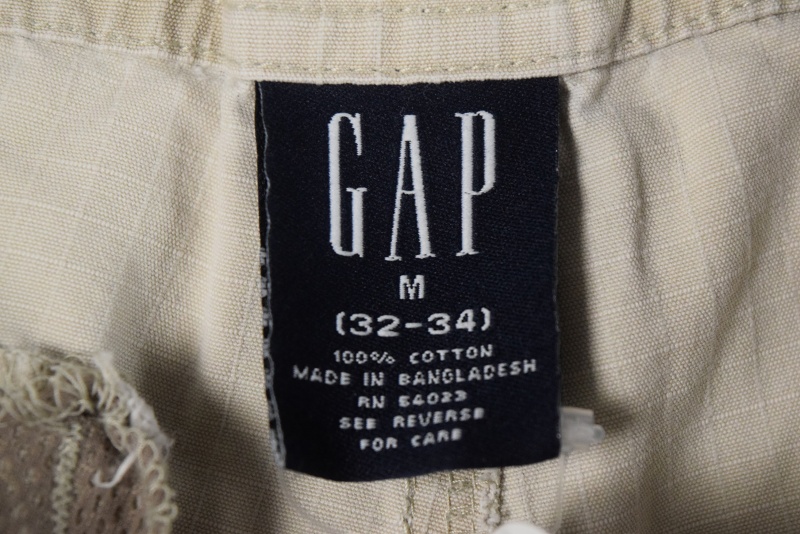 GAP
M
(32-34)
100% COTTON
MADE IN BANGLADESH
RN 54023
SEE REVERSE
FOR CARE